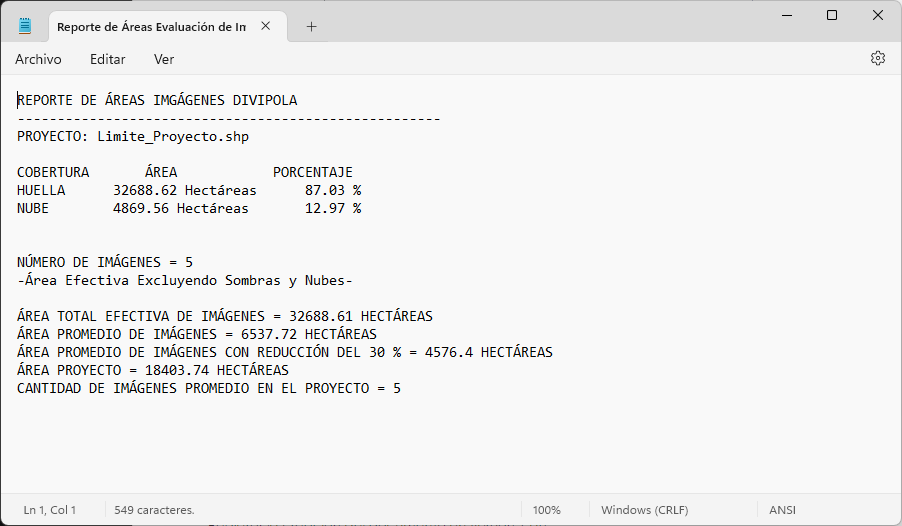 Reporte de Áreas Evaluación de Im
Archivo Editar Ver
REPORTE DE ÁREAS IMGÁGENES DIVIPOLA
-----------------------------------------------------
PROYECTO: Limite_Proyecto.shp
COBERTURA ÁREA PORCENTAJE
HUELLA 32688.62 Hectáreas 87.03 %
NUBE 4869.56 Hectáreas 12.97 %
NÚMERO DE IMÁGENES = 5
-Área Efectiva Excluyendo Sombras y Nubes-
ÁREA TOTAL EFECTIVA DE IMÁGENES = 32688.61 HECTÁREAS
ÁREA PROMEDIO DE IMÁGENES = 6537.72 HECTÁREAS
ÁREA PROMEDIO DE IMÁGENES CON REDUCCIÓN DEL 30 % = 4576.4 HECTÁREAS
ÁREA PROYECTO = 18403.74 HECTÁREAS
CANTIDAD DE IMÁGENES PROMEDIO EN EL PROYECTO = 5
Ln 1, Col 1 549 caracteres. 100% Windows (CRLF) ANSI